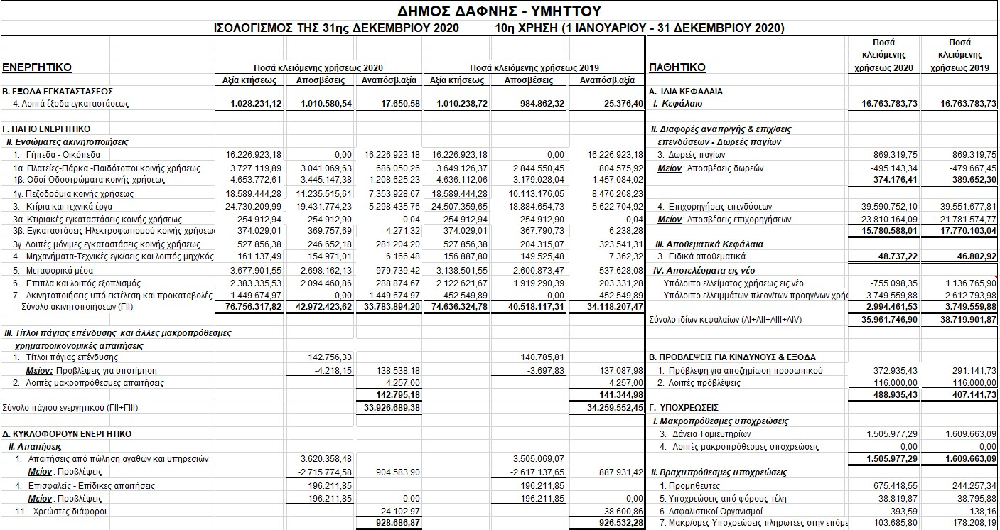 ΔΗΜΟΣ ΔΑΦΝΗΣ - ΥΜΗΤΤΟΥ
ΙΣΟΛΟΓΙΣΜΟΣ ΤΗΣ 31ης ΔΕΚΕΜΒΡΙΟΥ 2020 10η ΧΡΗΣΗ (1 ΙΑΝΟΥΑΡΙΟΥ - 31 ΔΕΚΕΜΒΡΙΟΥ 2020)
ΕΝΕΡΓΗΤΙΚΟ Ποσά κλειόμενης χρήσεως 2020 Ποσά κλειόμενης χρήσεως 2019
Αξία κτήσεως Αποσβέσεις Αναπόσβ.αξία Αξία κτήσεως Αποσβέσεις Αναπόσβ.αξία
Β. ΕΞΟΔΑ ΕΓΚΑΤΑΣΤΑΣΕΩΣ
4. Λοιπά έξοδα εγκαταστάσεως 1.028.231,12 1.010.580,54 17.650,58 1.010.238,72 984.862,32 25.376,40
Γ. ΠΑΓΙΟ ΕΝΕΡΓΗΤΙΚΟ
ΙΙ. Ενσώματες ακινητοποιήσεις
1. Γήπεδα - Οικόπεδα 16.226.923,18 0,00 16.226.923,18 16.226.923,18 0,00 16.226.923,18
1α. Πλατείες-Πάρκα -Παιδότοποι κοινής χρήσεως 3.727.119,89 3.041.069,63 686.050,26 3.649.126,37 2.844.550,45 804.575,92
1β. Οδοί-Οδοστρώματα κοινής χρήσεως 4.653.772,61 3.445.147,38 1.208.625,23 4.636.112,06 3.179.028,04 1.457.084,02
1γ. Πεζοδρόμια κοινής χρήσεως 18.589.444,28 11.235.515,61 7.353.928,67 18.589.444,28 10.113.176,05 8.476.268,23
3. Κτίρια και τεχνικά έργα 24.730.209,99 19.431.774,23 5.298.435,76 24.507.359,65 18.884.654,73 5.622.704,92
3α. Κτιριακές εγκαταστάσεις κοινής χρήσεως 254.912,94 254.912,90 0,04 254.912,94 254.912,90 0,04
3β. Εγκαταστάσεις Ηλεκτροφωτισμού κοινής χρήσεων 374.029,01 369.757,69 4.271,32 374.029,01 367.790,73 6.238,28
3γ. Λοιπές μόνιμες εγκαταστάσεις κοινής χρήσεως 527.856,38 246.652,18 281.204,20 527.856,38 204.315,07 323.541,31
4. Μηχανήματα-Τεχνικές εγκ/σεις και λοιπός μηχ/κός 161.137,49 154.971,01 6.166,48 156.887,80 149.525,48 7.362,32
5. Μεταφορικά μέσα 3.677.901,55 2.698.162,13 979.739,42 3.138.501,55 2.600.873,47 537.628,08
6. Επιπλα και λοιπός εξοπλισμός 2.383.335,53 2.094.460,86 288.874,67 2.122.621,67 1.919.290,39 203.331,28
7. Ακινητοποιήσεις υπό εκτέλεση και προκαταβολές 1.449.674,97 0,00 1.449.674,97 452.549,89 0,00 452.549,89
Σύνολο ακινητοποιήσεων (ΓΙΙ) 76.756.317,82 42.972.423,62 33.783.894,20 74.636.324,78 40.518.117,31 34.118.207,47
ΙΙΙ. Τίτλοι πάγιας επένδυσης και άλλες μακροπρόθεσμες
χρηματοοικονομικές απαιτήσεις
1. Τίτλοι πάγιας επένδυσης 142.756,33 140.785,81
Μείον: Προβλέψεις για υποτίμηση -4.218,15 138.538,18 -3.697,83 137.087,98
2. Λοιπές μακροπρόθεσμες απαιτήσεις 4.257,00 4.257,00
142.795,18 141.344,98
Σύνολο πάγιου ενεργητικού (ΓΙΙ+ΓΙΙΙ) 33.926.689,38 34.259.552,45
Δ. ΚΥΚΛΟΦΟΡΟΥΝ ΕΝΕΡΓΗΤΙΚΟ
ΙΙ. Απαιτήσεις
1. Απαιτήσεις από πώληση αγαθών και υπηρεσιών 3.620.358,48 3.505.069,07
Μείον : Προβλέψεις -2.715.774,58 904.583,90 -2.617.137,65 887.931,42
4. Επισφαλείς - Επίδικες απαιτήσεις 196.211,85 196.211,85
Μείον : Προβλέψεις -196.211,85 0,00 -196.211,85 0,00
11. Χρεώστες διάφοροι 24.102,97 38.600,86
928.686,87 926.532,28
Ποσά Ποσά
κλειόμενης κλειόμενης
ΠΑΘΗΤΙΚΟ χρήσεως 2020 χρήσεως 2019
Α. ΙΔΙΑ ΚΕΦΑΛΑΙΑ
Ι. Κεφάλαιο 16.763.783,73 16.763.783,73
ΙΙ. Διαφορές αναπρ/γής & επιχ/σεις
επενδύσεων - Δωρεές παγίων
3. Δωρεές παγίων 869.319,75 869.319,75
Μείον : Αποσβέσεις δωρεών -495.143,34 -479.667,45
374.176,41 389.652,30
4. Επιχορηγήσεις επενδύσεων 39.590.752,10 39.551.677,81
Μείον : Αποσβέσεις επιχορηγήσεων -23.810.164,09 -21.781.574,77
15.780.588,01 17.770.103,04
ΙΙΙ. Αποθεματικά Κεφάλαια
3. Ειδικά αποθεματικά 48.737,22 46.802,92
IV. Αποτελέσματα εις νέο
Υπόλοιπο ελλείματος χρήσεως εις νέο -755.098,35 1.136.765,90
Υπόλοιπο ελλειμμάτων-πλεον/των προηγ/νων χρήσ 3.749.559,88 2.612.793,98
2.994.461,53 3.749.559,88
Σύνολο ιδίων κεφαλαίων (ΑΙ+ΑΙΙ+ΑΙΙΙ+ΑΙV) 35.961.746,90 38.719.901,87
Β. ΠΡΟΒΛΕΨΕΙΣ ΓΙΑ ΚΙΝΔΥΝΟΥΣ & ΕΞΟΔΑ
1. Πρόβλεψη για αποζημίωση προσωπικού 372.935,43 291.141,73
2. Λοιπές πρόβλέψεις 116.000,00 116.000,00
488.935,43 407.141,73
Γ. ΥΠΟΧΡΕΩΣΕΙΣ
Ι. Μακροπρόθεσμες υποχρεώσεις
3. Δάνεια Ταμιευτηρίων 1.505.977,29 1.609.663,09
4. Λοιπές μακροπρόθεσμες υποχρεώσεις 0,00 0,00
1.505.977,29 1.609.663,09
ΙΙ. Βραχυπρόθεσμες υποχρεώσεις
1. Προμηθευτές 675.418,55 244.257,34
5. Υποχρεώσεις από φόρους-τέλη 38.819,87 38.795,88
6. Ασφαλιστικοί Οργανισμοί 393,59 138,16
7. Μακρ/σμες Υποχρεώσεις πληρωτέες στην επόμε 103.685,80 178.208,19